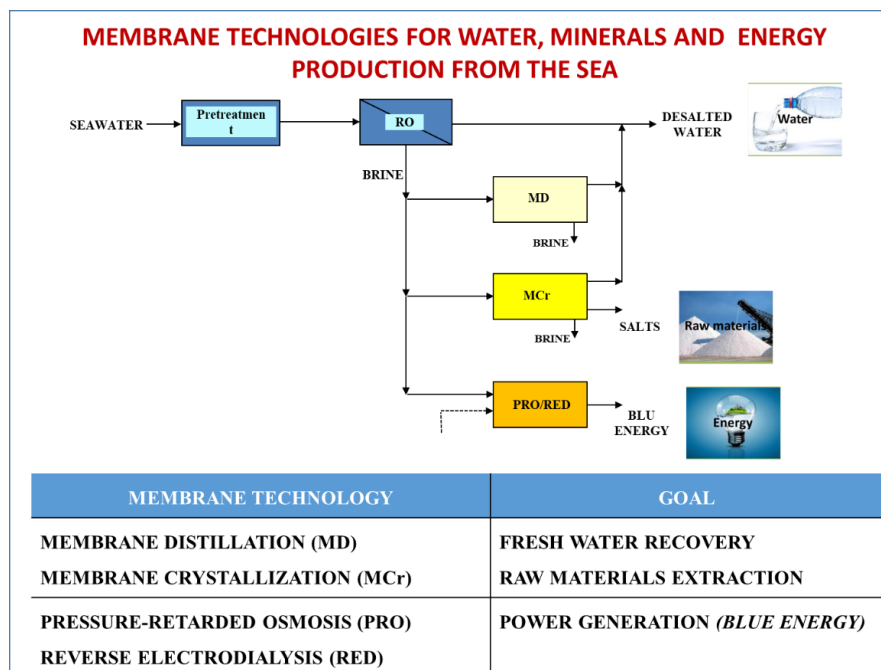 MEMBRANE TECHNOLOGIES FOR WATER, MINERALS AND ENERGY
PRODUCTION FROM THE SEA
SEAWATER
Pretreatmen
t
RO
DESALTED
WATER
Water
BRINE
MD
BRINE
MCr
SALTS
Raw materials
BRINE
PRO/RED
BLU
ENERGY
Energy
MEMBRANE TECHNOLOGY
GOAL
MEMBRANE DISTILLATION (MD)
FRESH WATER RECOVERY
MEMBRANE CRYSTALLIZATION (MCr)
RAW MATERIALS EXTRACTION
PRESSURE-RETARDED OSMOSIS (PRO)
POWER GENERATION (BLUE ENERGY)
REVERSE ELECTRODIALYSIS (RED)